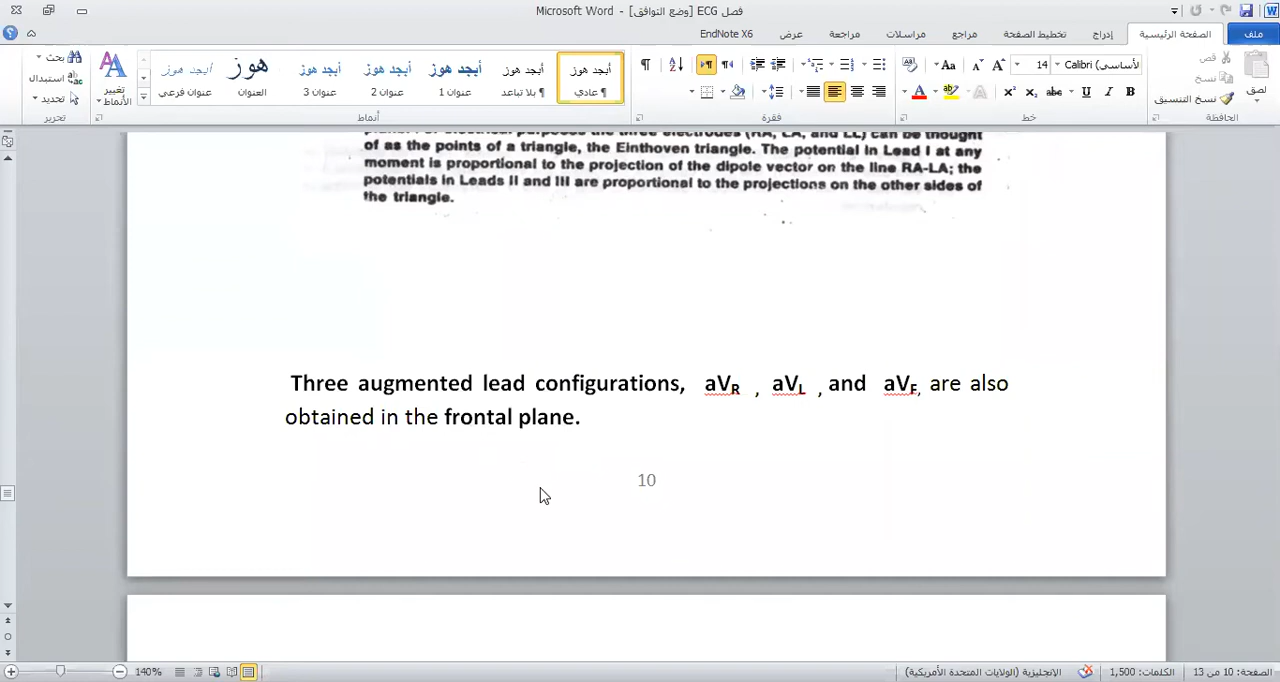 فصل ECG [وضع التوافق] - Microsoft Word
ملف
الصفحة الرئيسية
إدراج
تخطيط الصفحة
مراجع
مراسلات
مراجعة
عرض
EndNote X6
لصق
قص
نسخ
نسخ التنسيق
الحافظة
Calibri (الأساسي)
14
خط
فقرة
أبجد هوز
عادي
أبجد هوز
بلا تباعد
أبجد هوز
عنوان 1
أبجد هوز
عنوان 2
أبجد هوز
عنوان 3
هوز
العنوان
أبجد هوز
عنوان فرعي
تغيير الأنماط
أنماط
بحث
استبدال
تحديد
تحرير
of as the points of a triangle, the Einthoven triangle. The potential in Lead I at any
moment is proportional to the projection of the dipole vector on the line RA-LA; the
potentials in Leads II and III are proportional to the projections on the other sides of
the triangle.
Three augmented lead configurations, aVR , aVL , and aVF, are also
obtained in the frontal plane.
10
الصفحة: 10 من 13
الكلمات: 1,500
الإنجليزية (الولايات المتحدة الأمريكية)
140%